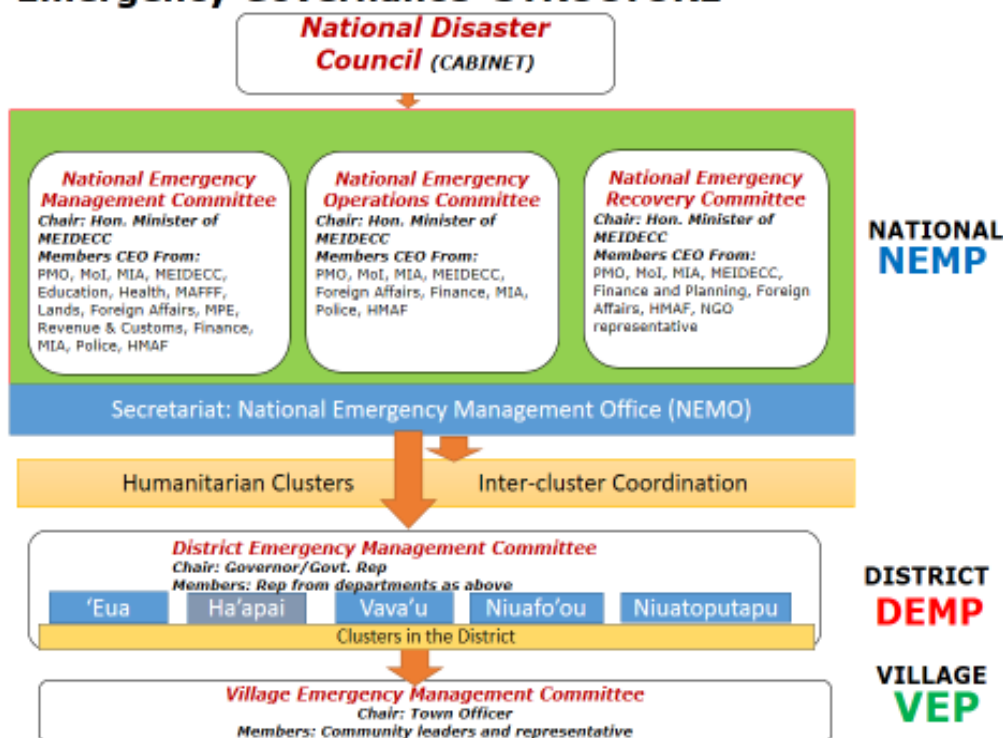 Emergency Governance STRUCTURE
National Disaster
Council (CABINET)
National Emergency
Management Committee
Chair: Hon. Minister of
MEIDECC
Members CEO From:
PMO, MoI, MIA, MEIDECC,
Education, Health, MAFFF,
Lands, Foreign Affairs, MPE,
Revenue & Customs, Finance,
MIA, Police, HMAF
National Emergency
Operations Committee
Chair: Hon. Minister of
MEIDECC
Members CEO From:
PMO, MoI, MIA, MEIDECC,
Foreign Affairs, Finance, MIA,
Police, HMAF
National Emergency
Recovery Committee
Chair: Hon. Minister of
MEIDECC
Members CEO From:
PMO, MoI, MIA, MEIDECC,
Finance and Planning, Foreign
Affairs, HMAF, NGO
representative
NATIONAL
NEMP
Secretariat: National Emergency Management Office (NEMO)
Humanitarian Clusters
Inter-cluster Coordination
District Emergency Management Committee
Chair: Governor/Govt. Rep
Members: Rep from departments as above
‘Eua
Ha’apai
Vava’u
Niuafo’ou
Niuatoputapu
Clusters in the District
DISTRICT
DEMP
Village Emergency Management Committee
Chair: Town Officer
Members: Community leaders and representative
VILLAGE
VEP